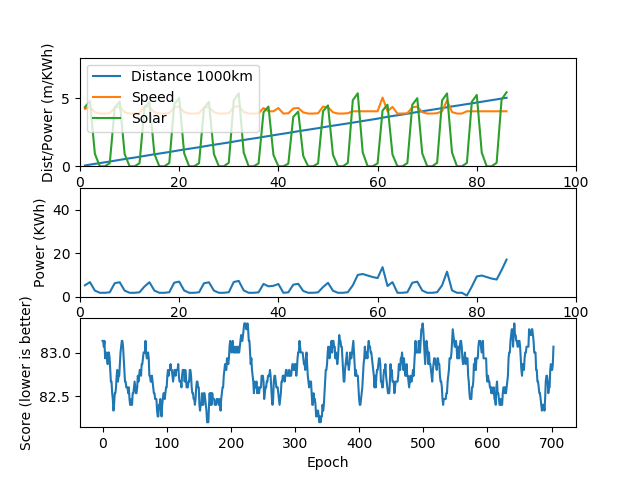 Dist/Power (m/KWh)
5
0
Distance 1000km
Speed
Solar
0 20 40 60 80 100
Power (KWh)
40
20
0
0 20 40 60 80 100
Score (lower is better)
83.0
82.5
0 100 200 300 400 500 600 700
Epoch